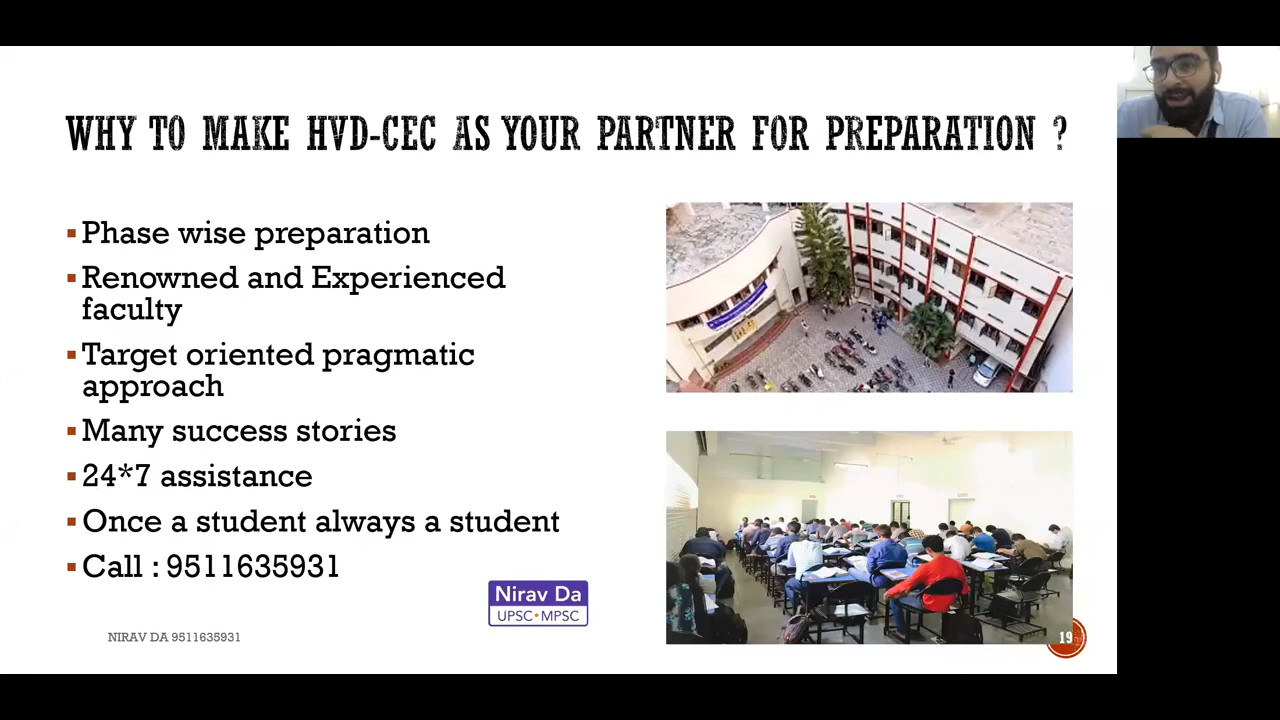 WHY TO MAKE HVD-CEC AS YOUR PARTNER FOR PREPARATION ?
Phase wise preparation
Renowned and Experienced
faculty
Target oriented pragmatic
approach
Many success stories
24*7 assistance
Once a student always a student
Call : 9511635931
Nirav Da
UPSC•MPSC
NIRAV DA 9511635931
19